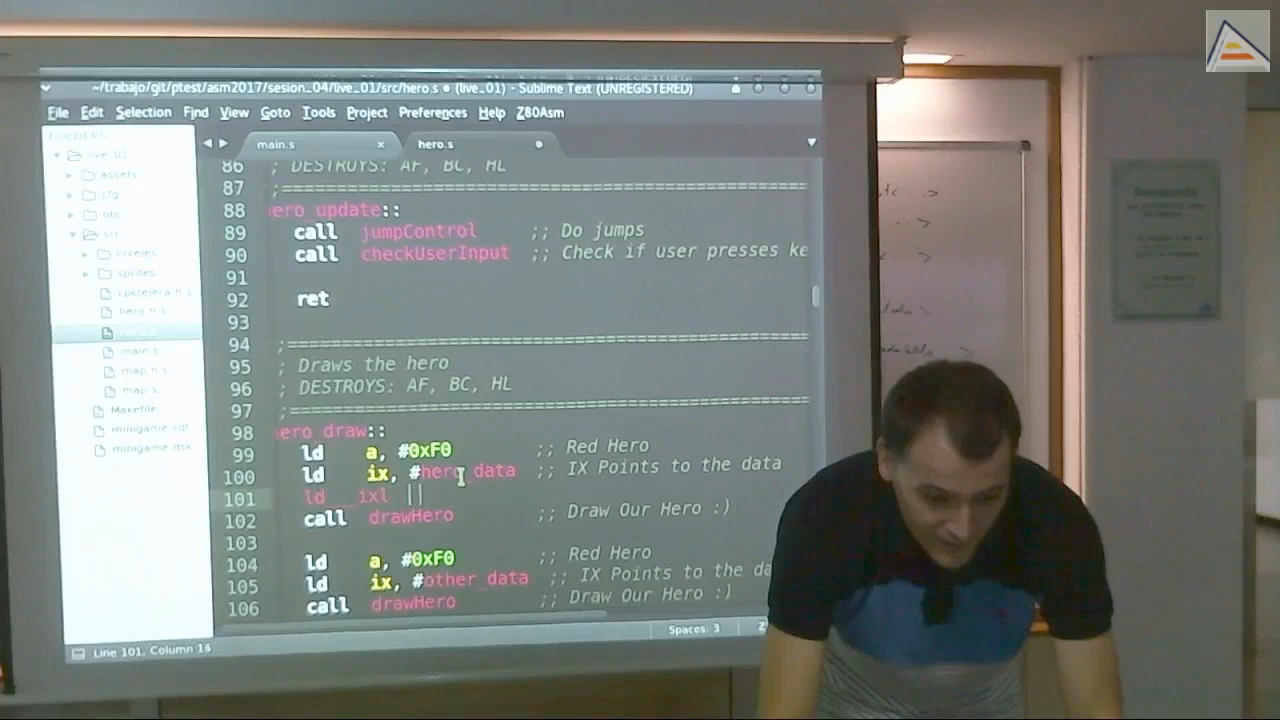 ~/trabajo/git/ptest/asm2017/sesion_04/live_01/src/hero.s • (live_01) - Sublime Text (UNREGISTERED)
File Edit Selection Find View Goto Tools Project Preferences Help Z80Asm
FOLDERS
live_01
assets
cfg
obj
src
niveles
sprites
cpctelera.h.s
hero.h.s
main.s
map.h.s
map.s
Makefile
minigame.cdt
minigame.dsk
main.s × hero.s
86 ; DESTROYS: AF, BC, HL
87 ;====================================================
88 hero_update::
89 call jumpControl ;; Do jumps
90 call checkUserInput ;; Check if user presses ke
91
92 ret
93
94 ;====================================================
95 ; Draws the hero
96 ; DESTROYS: AF, BC, HL
97 ;====================================================
98 hero_draw::
99 ld a, #0xF0 ;; Red Hero
100 ld ix, #hero_data ;; IX Points to the data
101 ld__ixl ||
102 call drawHero ;; Draw Our Hero :)
103
104 ld a, #0xF0 ;; Red Hero
105 ld ix, #other_data ;; IX Points to the da
106 call drawHero ;; Draw Our Hero :)
Line 101, Column 14
Spaces: 3